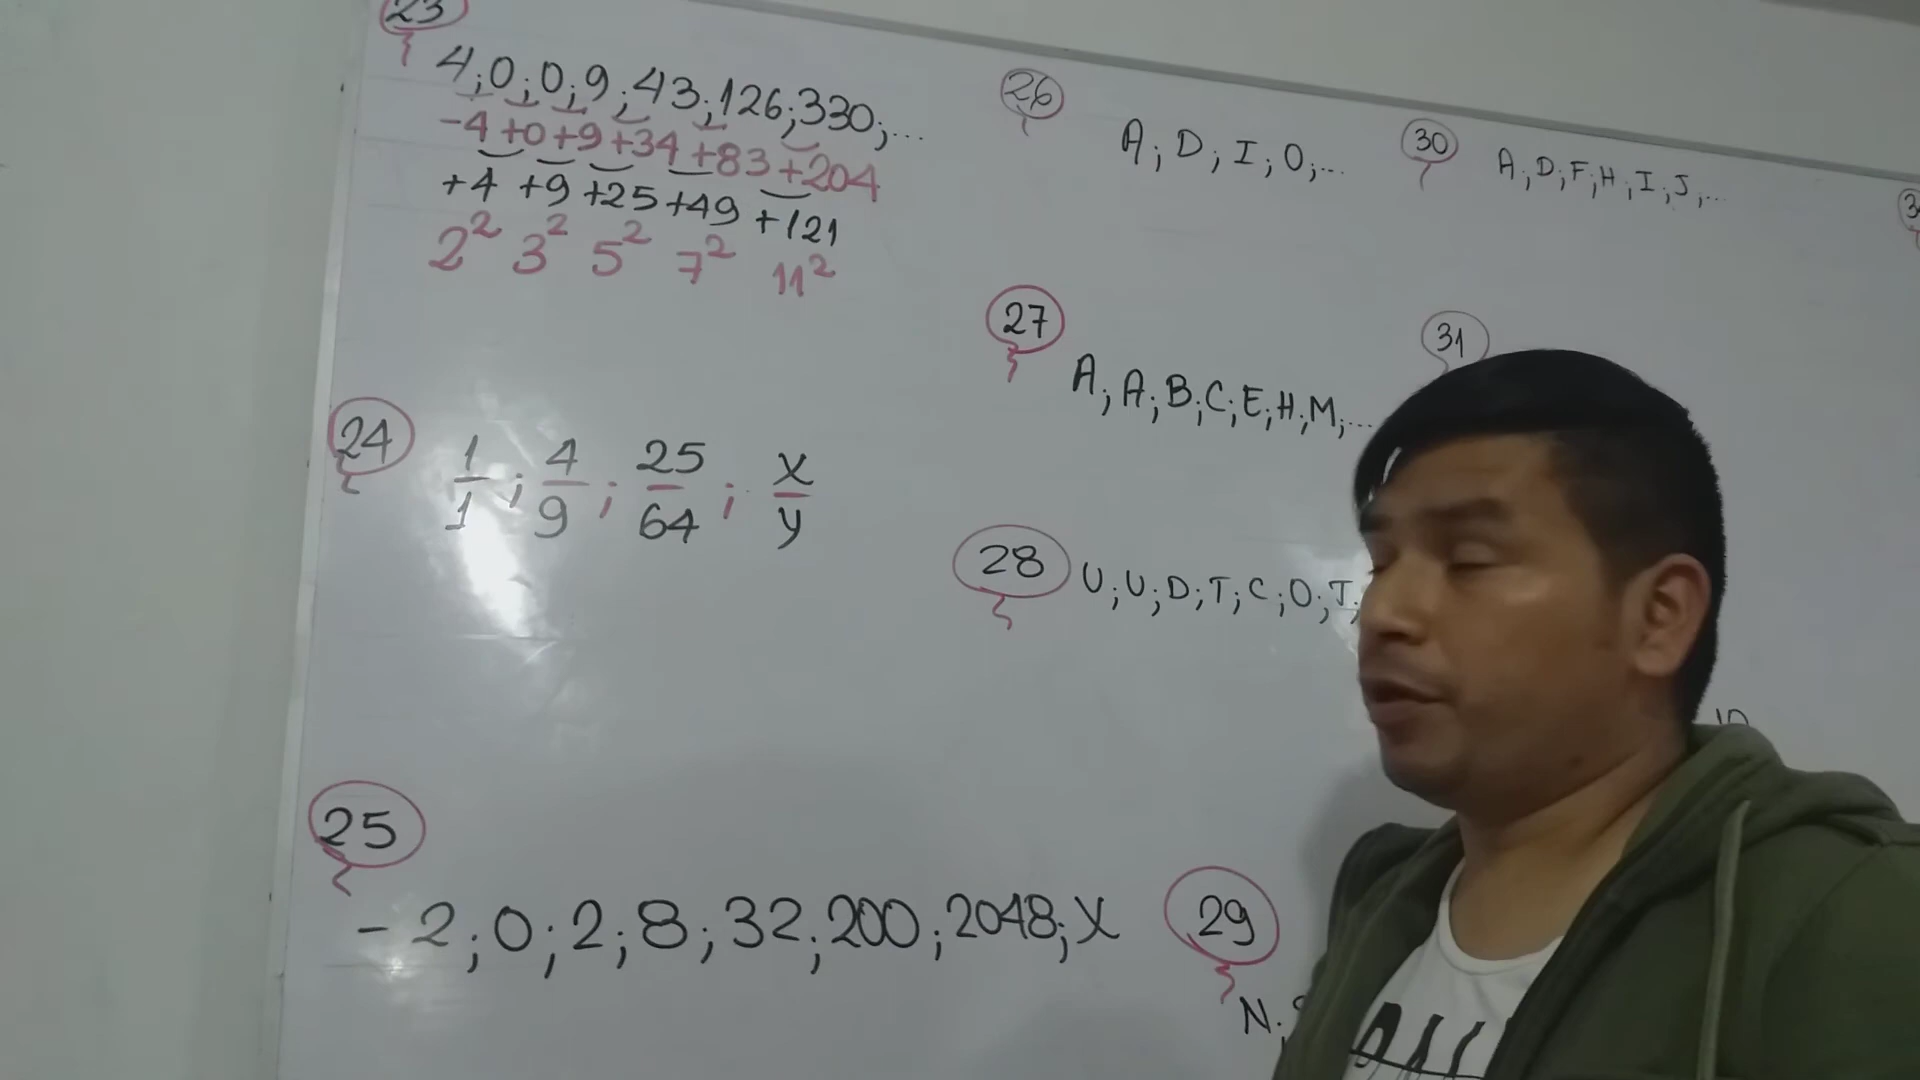 23
4;0;0;9;43;126;330;...
-4 +0 +9 +34 +83 +204
+4 +9 +25 +49 +121
2² 3² 5² 7² 11²
24
1/1 ; 4/9 ; 25/64 ; x/y
25
-2;0;2;8;32;200;2048;X
26
A;D;I;O;...
27
A;A;B;C;E;H;M;...
28
U;U;D;T;C;O;T;
29
N;
30
A;D;F;H;I;J;...
31